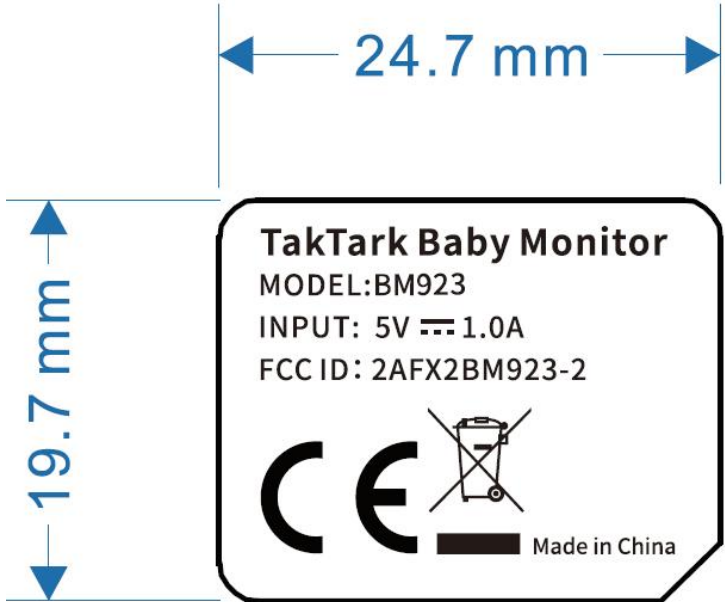 24.7 mm
19.7 mm
TakTark Baby Monitor
MODEL:BM923
INPUT: 5V ⎓ 1.0A
FCC ID: 2AFX2BM923-2
CE
Made in China